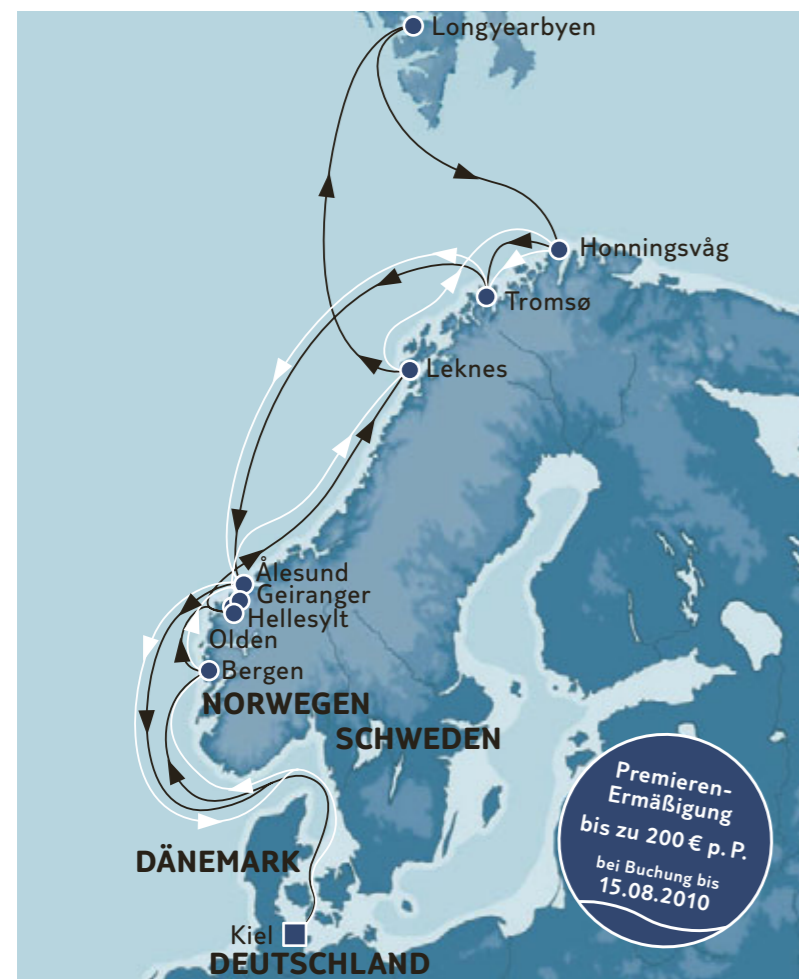 Longyearbyen
Honningsvåg
Tromsø
Leknes
Ålesund
Geiranger
Hellesylt
Olden
Bergen
NORWEGEN
SCHWEDEN
DÄNEMARK
Kiel
DEUTSCHLAND
Premieren-
Ermäßigung
bis zu 200 € p. P.
bei Buchung bis
15.08.2010